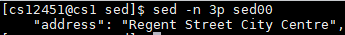 [cs12451@cs1 sed]$ sed -n 3p sed00
    "address": "Regent Street City Centre",